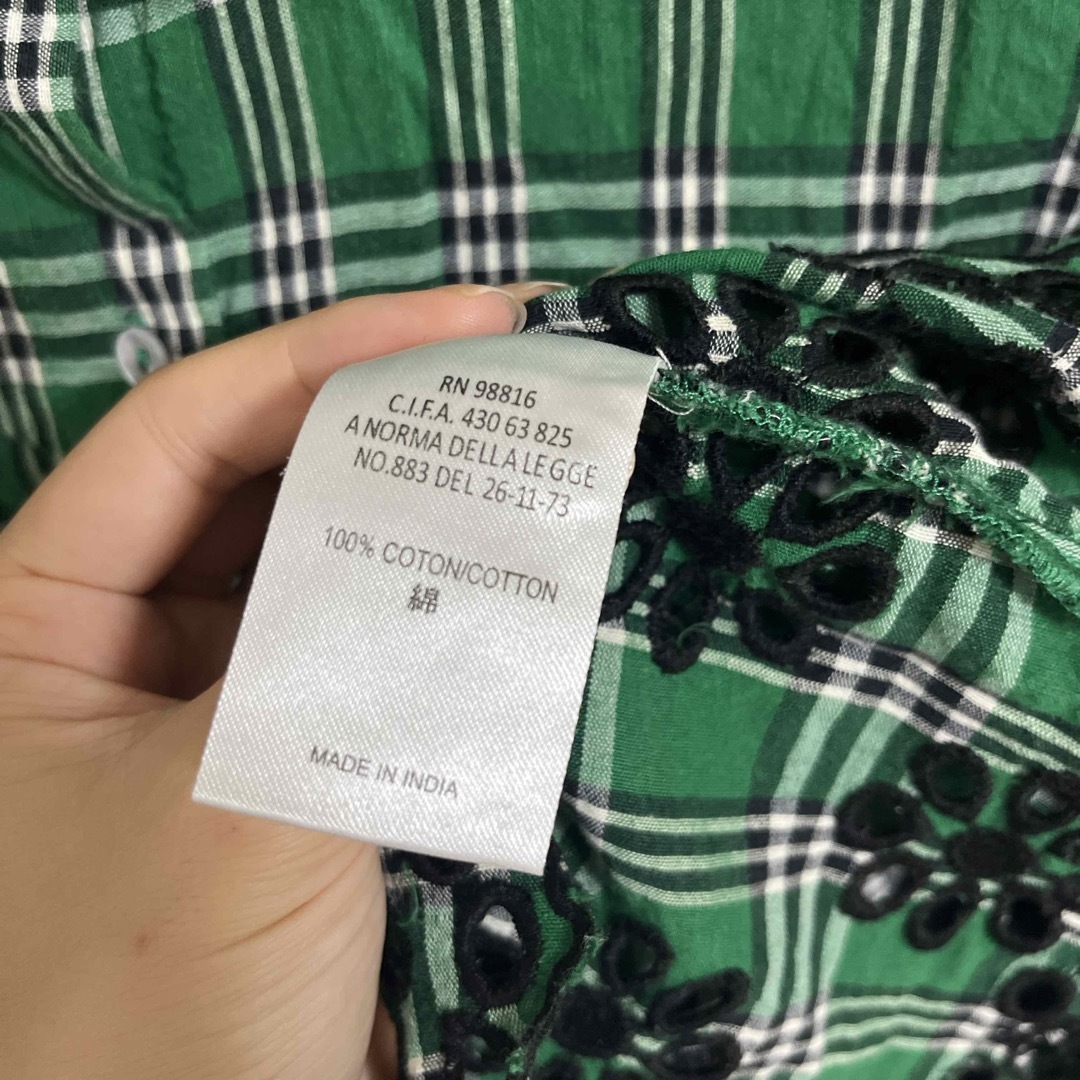 RN 98816
C.I.F.A. 430 63 825
A NORMA DELLA LEGGE
NO.883 DEL 26-11-73
100% COTON/COTTON
綿
MADE IN INDIA